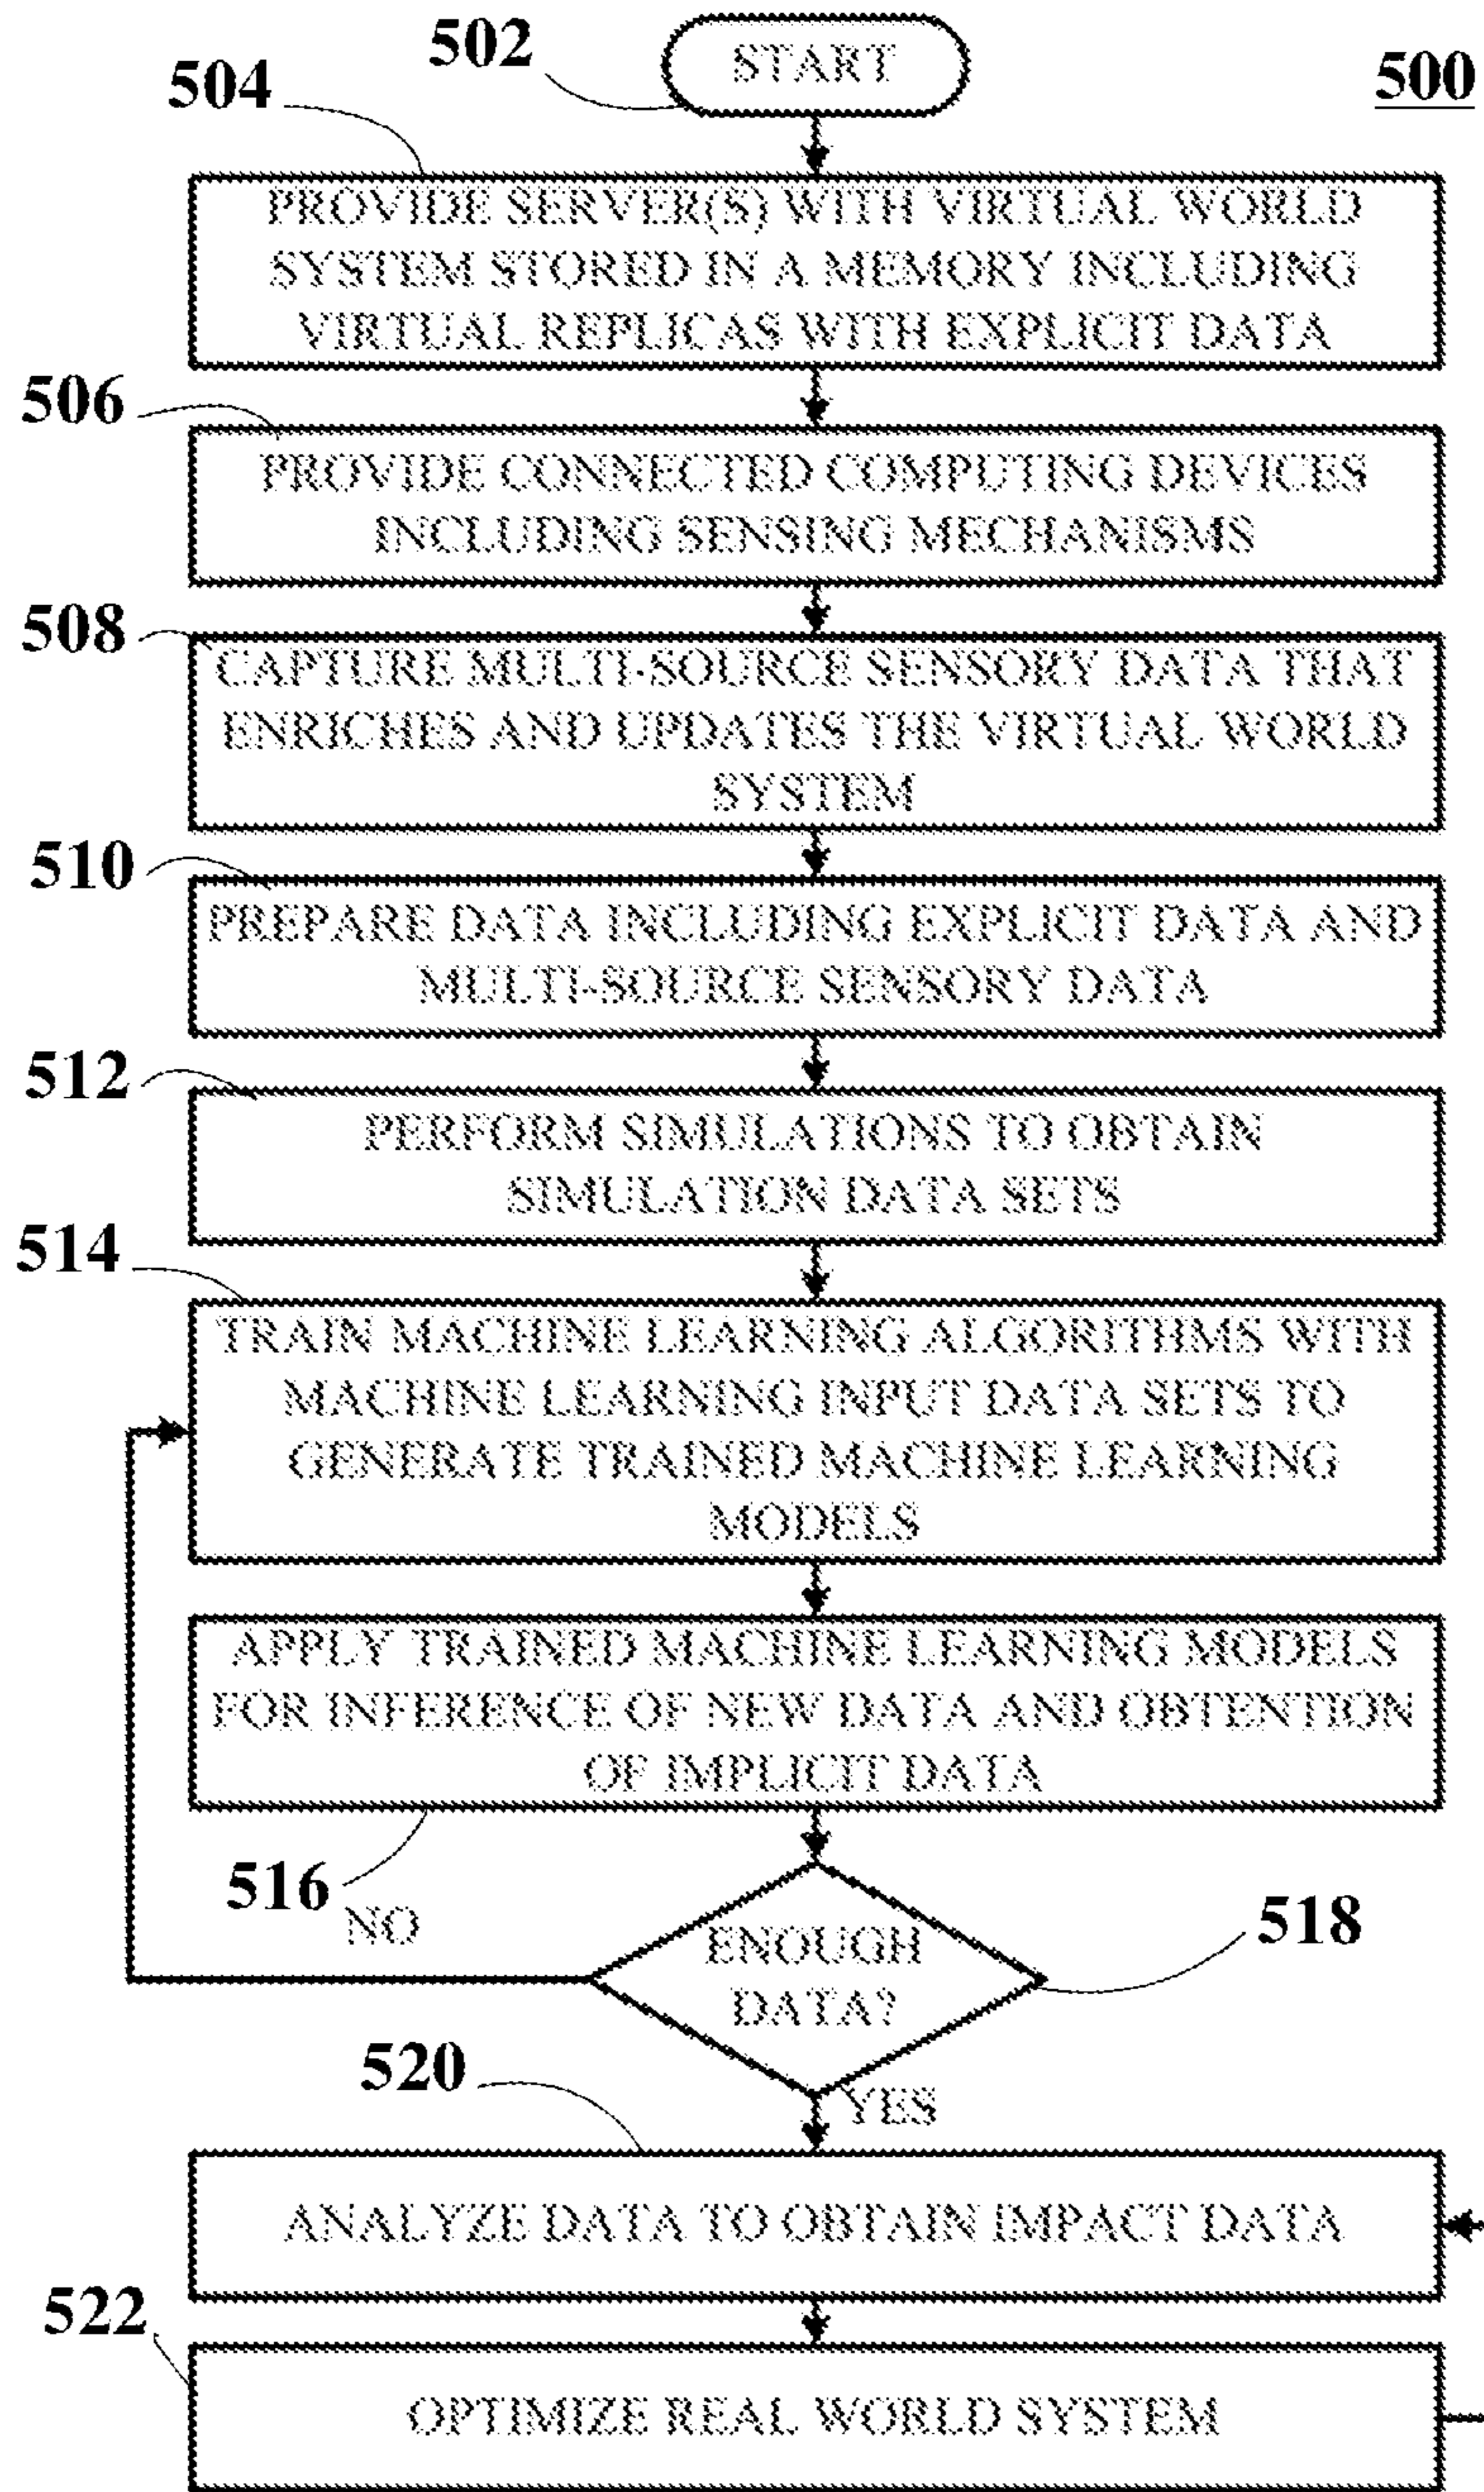 502
START
500
504
PROVIDE SERVER(S) WITH VIRTUAL WORLD
SYSTEM STORED IN A MEMORY INCLUDING
VIRTUAL REPLICAS WITH EXPLICIT DATA
506
PROVIDE CONNECTED COMPUTING DEVICES
INCLUDING SENSING MECHANISMS
508
CAPTURE MULTI-SOURCE SENSORY DATA THAT
ENRICHES AND UPDATES THE VIRTUAL WORLD
SYSTEM
510
PREPARE DATA INCLUDING EXPLICIT DATA AND
MULTI-SOURCE SENSORY DATA
512
PERFORM SIMULATIONS TO OBTAIN
SIMULATION DATA SETS
514
TRAIN MACHINE LEARNING ALGORITHMS WITH
MACHINE LEARNING INPUT DATA SETS TO
GENERATE TRAINED MACHINE LEARNING
MODELS
APPLY TRAINED MACHINE LEARNING MODELS
FOR INFERENCE OF NEW DATA AND OBTENTION
OF IMPLICIT DATA
516
NO
518
ENOUGH
DATA?
YES
520
ANALYZE DATA TO OBTAIN IMPACT DATA
522
OPTIMIZE REAL WORLD SYSTEM